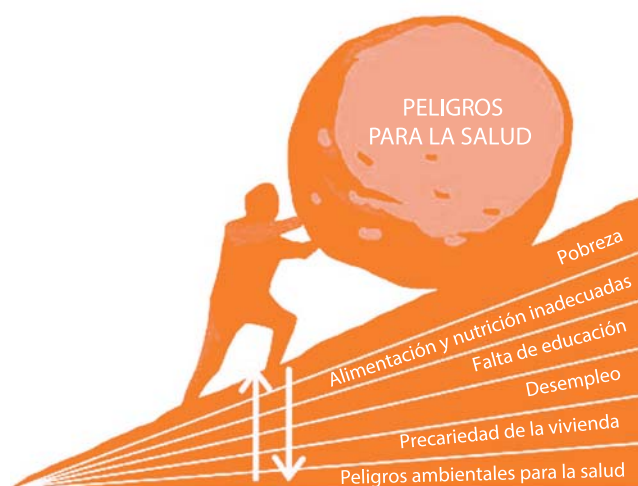 PELIGROS
PARA LA SALUD
Pobreza
Alimentación y nutrición inadecuadas
Falta de educación
Desempleo
Precariedad de la vivienda
Peligros ambientales para la salud